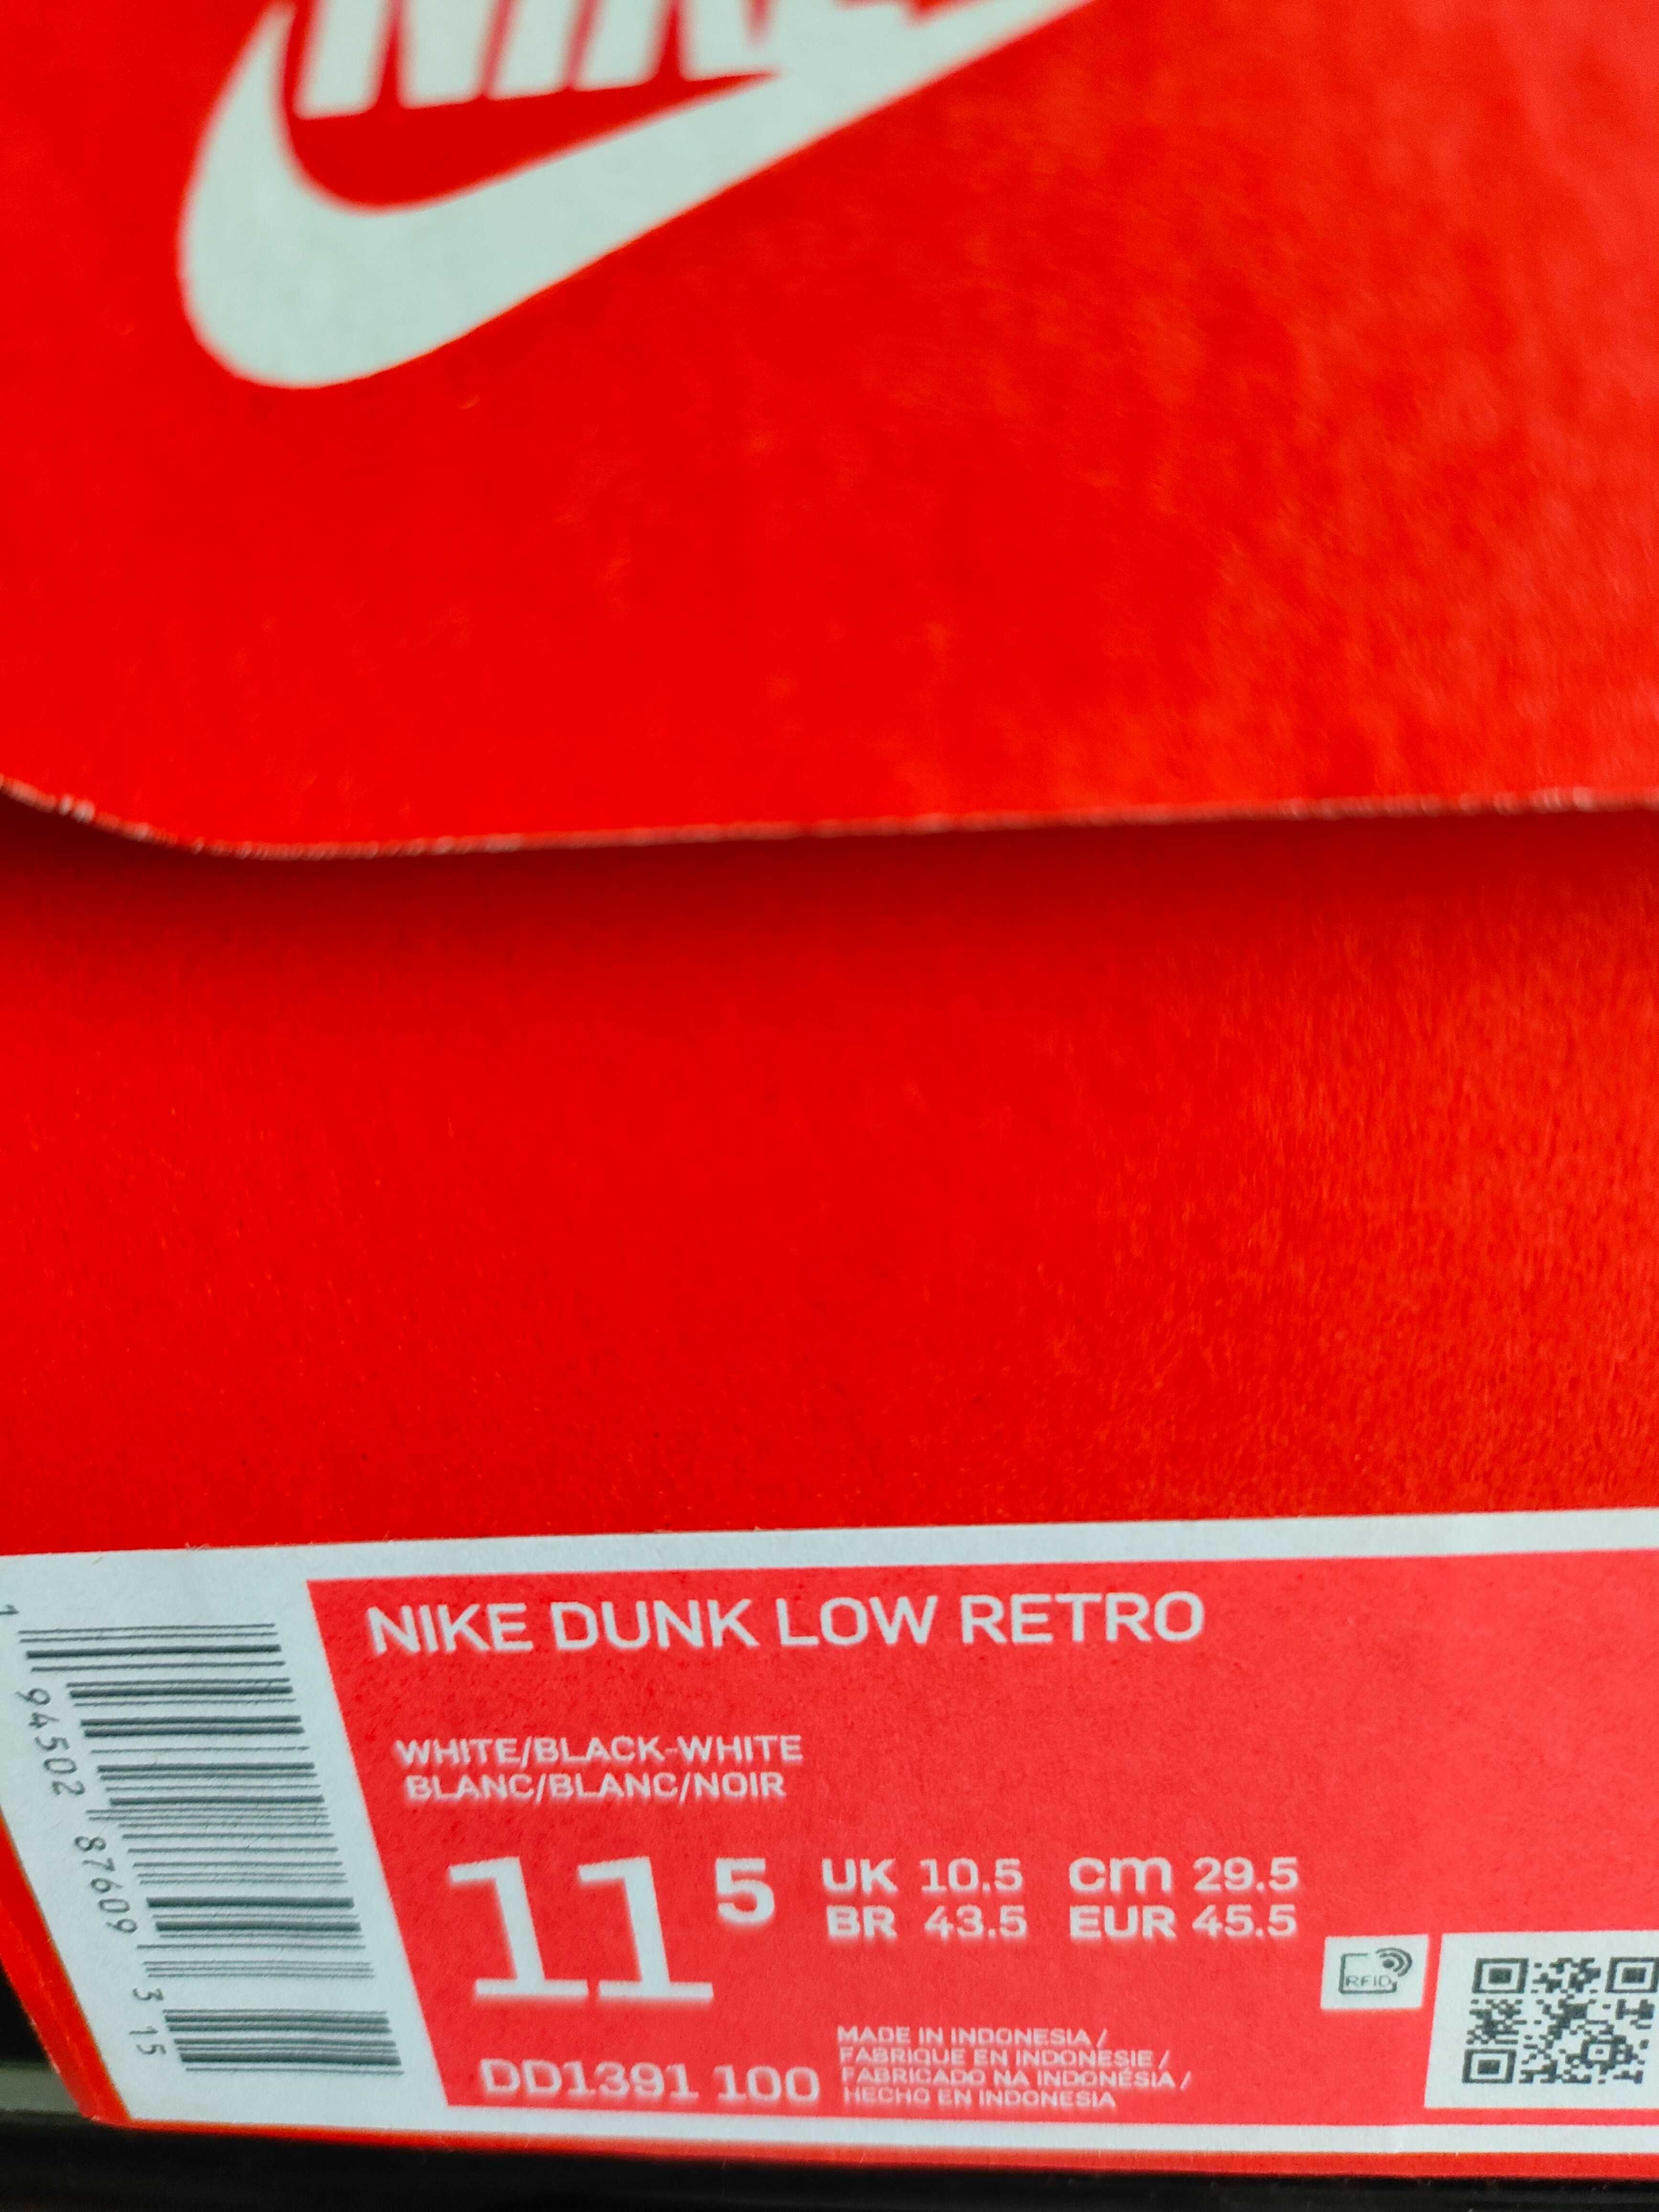 NIKE
NIKE DUNK LOW RETRO
WHITE/BLACK-WHITE
BLANC/BLANC/NOIR
11 5
UK 10.5 cm 29.5
BR 43.5 EUR 45.5
RFID
DD1391 100
MADE IN INDONESIA /
FABRIQUE EN INDONESIE /
FABRICADO NA INDONÉSIA /
HECHO EN INDONESIA
1 94502 87609 3 15